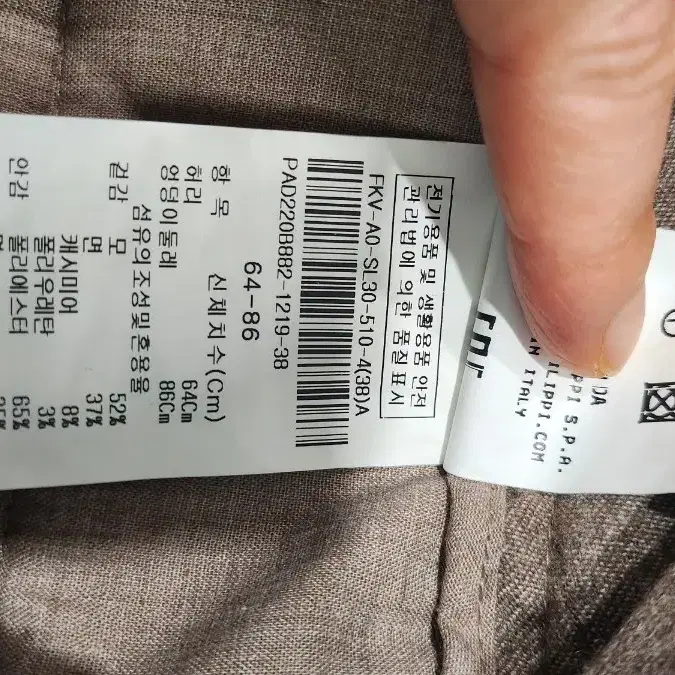 전기용품 및 생활용품 안전
관리법에 의한 품질표시
FKV-A0-SL30-510-4(38)A
PAD220B882-1219-38
64-86
항 목 신체치수(Cm)
허리 64Cm
엉덩이둘레 86Cm
섬유의조성및혼용율
겉감 모 52%
면 37%
캐시미어 8%
폴리우레탄 3%
안감 폴리에스터 65%
35%
S.P.A.
ITALY